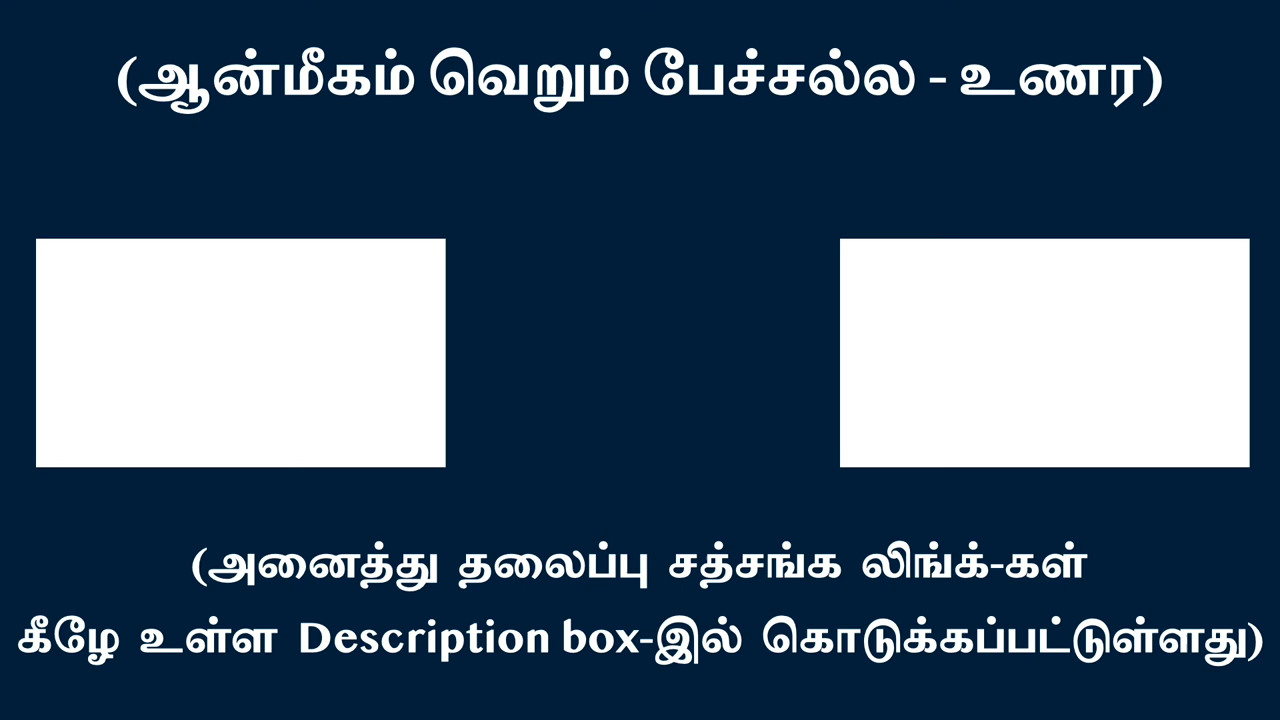 (ஆன்மீகம் வெறும் பேச்சல்ல - உணர)
(அனைத்து தலைப்பு சத்சங்க லிங்க்-கள்
கீழே உள்ள Description box-இல் கொடுக்கப்பட்டுள்ளது)